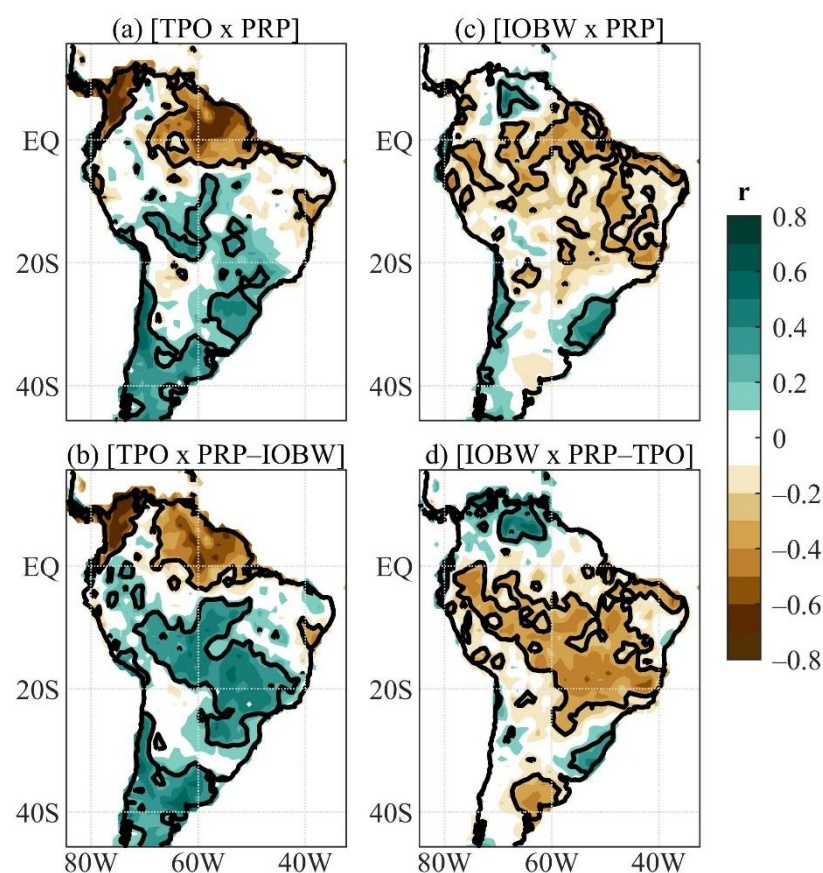 (a) [TPO x PRP]
(c) [IOBW x PRP]
EQ
20S
40S
EQ
20S
40S
r
0.8
0.6
0.4
0.2
0
–0.2
–0.4
–0.6
–0.8
(b) [TPO x PRP–IOBW]
d) [IOBW x PRP–TPO]
EQ
20S
40S
EQ
20S
40S
80W
60W
40W
80W
60W
40W